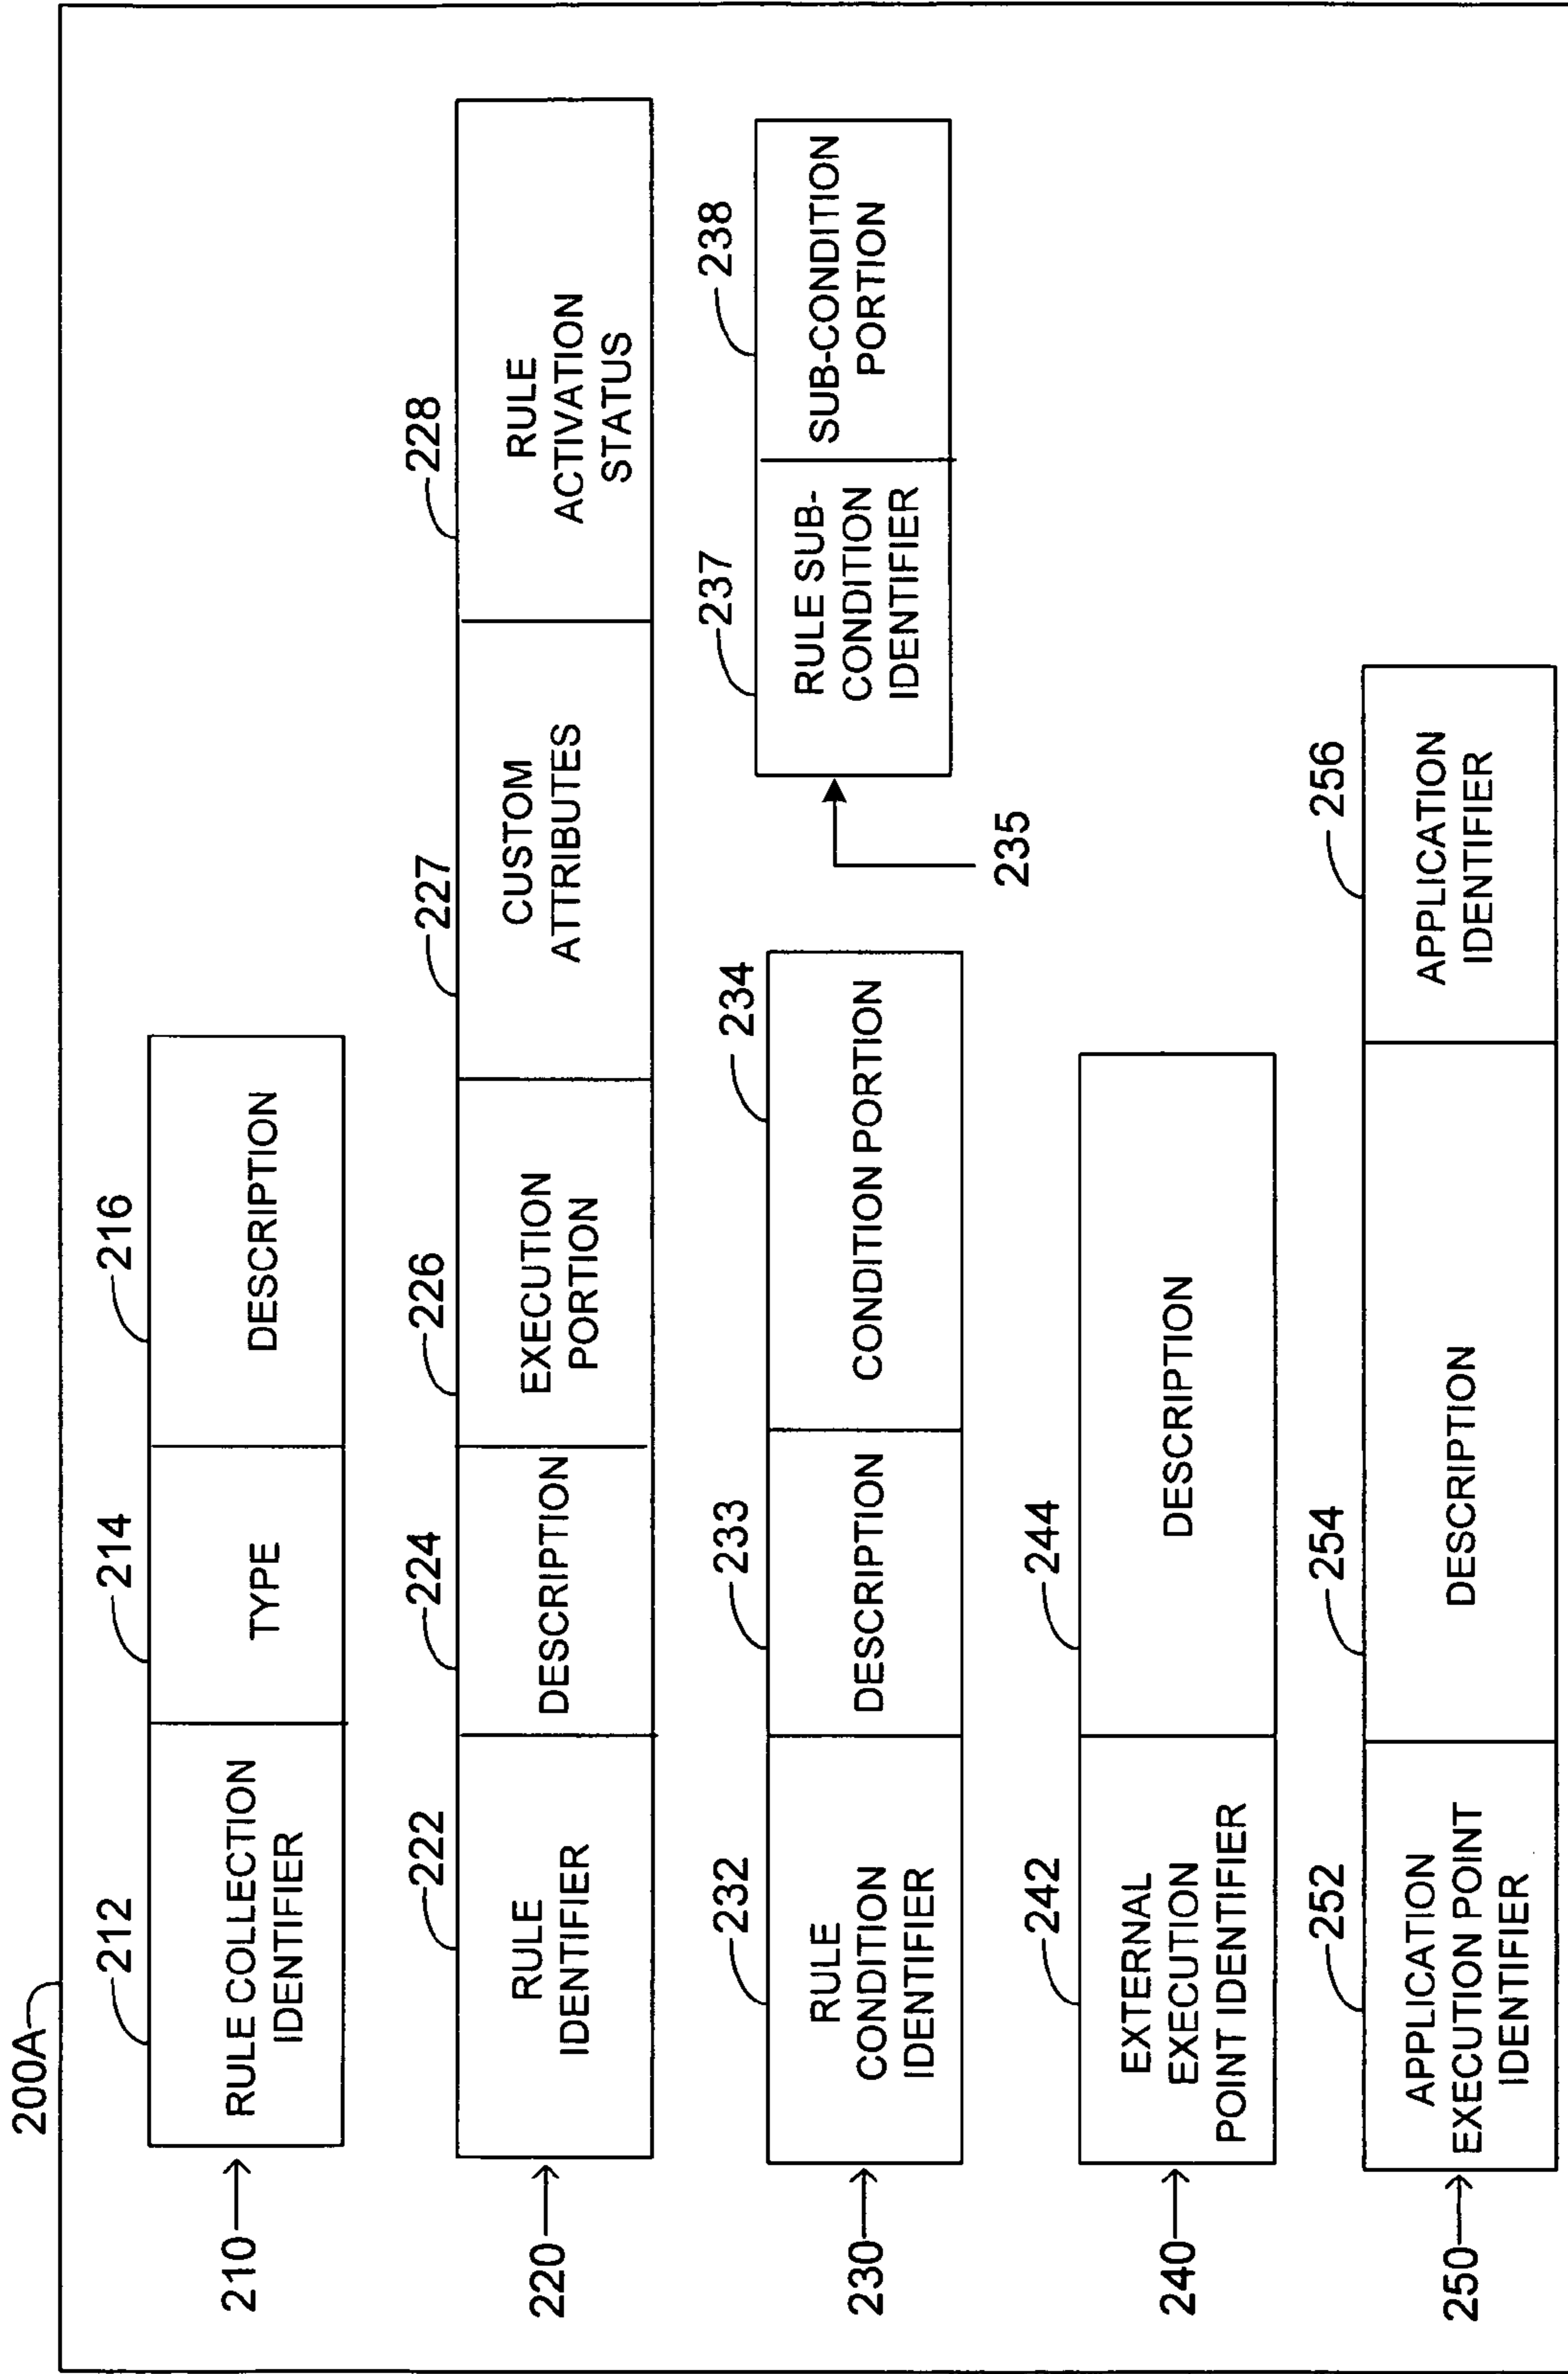 200A
212
214
216
210
RULE COLLECTION
IDENTIFIER
TYPE
DESCRIPTION
222
224
226
227
228
220
RULE
IDENTIFIER
DESCRIPTION
EXECUTION
PORTION
CUSTOM
ATTRIBUTES
RULE
ACTIVATION
STATUS
232
233
234
237
238
230
RULE
CONDITION
IDENTIFIER
DESCRIPTION
CONDITION PORTION
235
RULE SUB-
CONDITION
IDENTIFIER
SUB-CONDITION
PORTION
242
244
240
EXTERNAL
EXECUTION
POINT IDENTIFIER
DESCRIPTION
252
254
256
250
APPLICATION
EXECUTION POINT
IDENTIFIER
DESCRIPTION
APPLICATION
IDENTIFIER